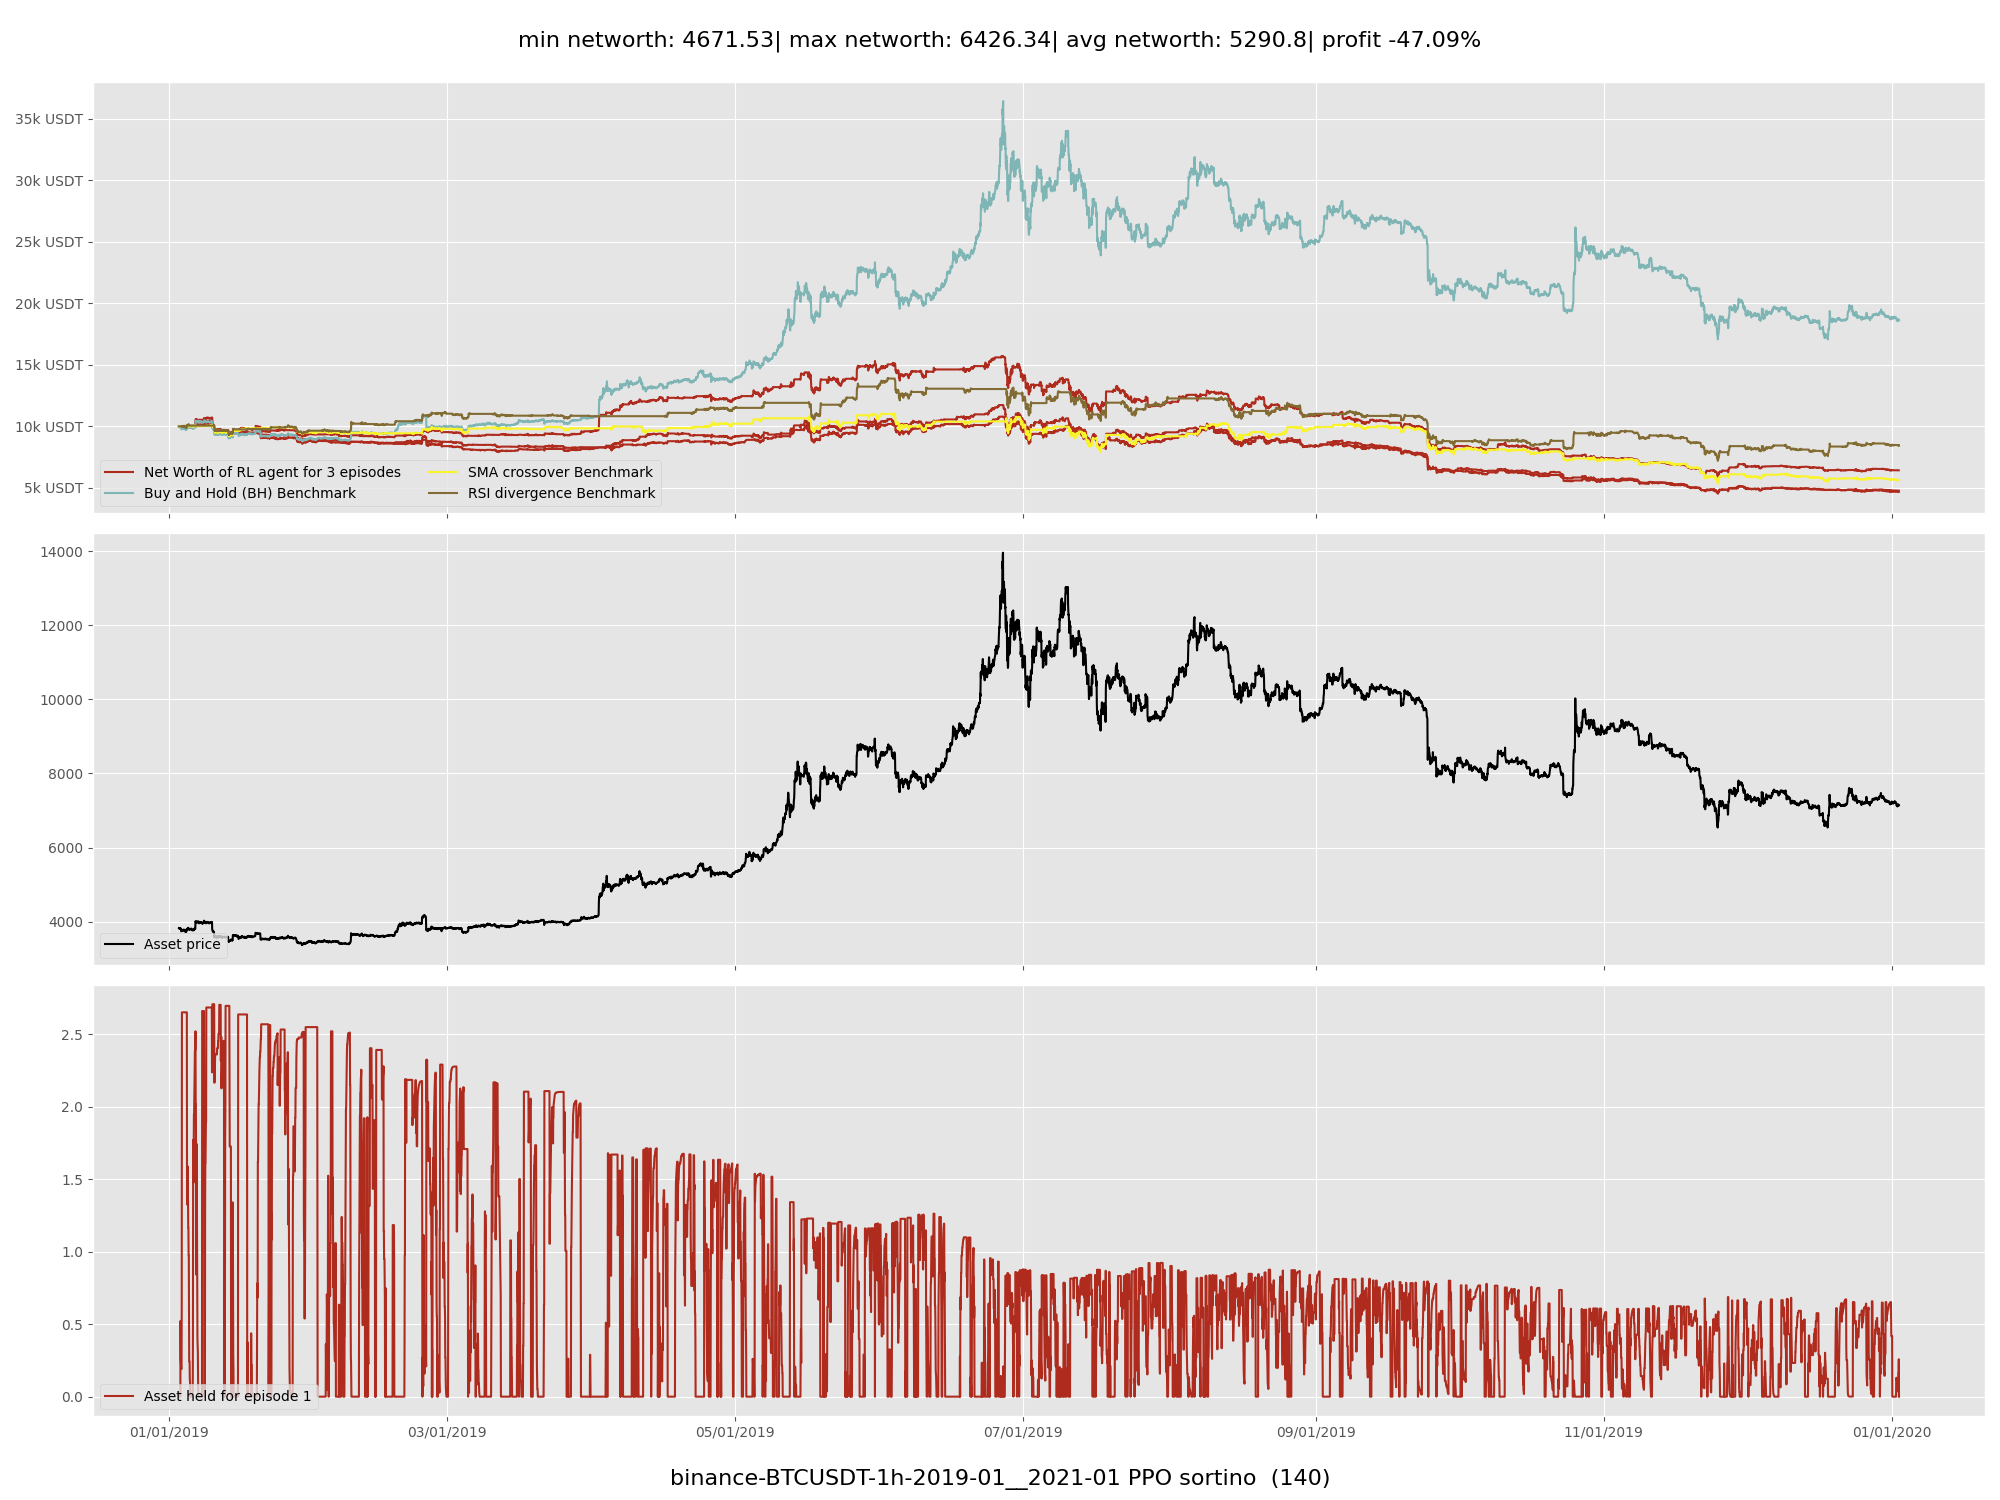 min networth: 4671.53| max networth: 6426.34| avg networth: 5290.8| profit -47.09%
35k USDT
30k USDT
25k USDT
20k USDT
15k USDT
10k USDT
5k USDT
Net Worth of RL agent for 3 episodes
Buy and Hold (BH) Benchmark
SMA crossover Benchmark
RSI divergence Benchmark
14000
12000
10000
8000
6000
4000
Asset price
2.5
2.0
1.5
1.0
0.5
0.0
Asset held for episode 1
01/01/2019 03/01/2019 05/01/2019 07/01/2019 09/01/2019 11/01/2019 01/01/2020
binance-BTCUSDT-1h-2019-01__2021-01 PPO sortino (140)